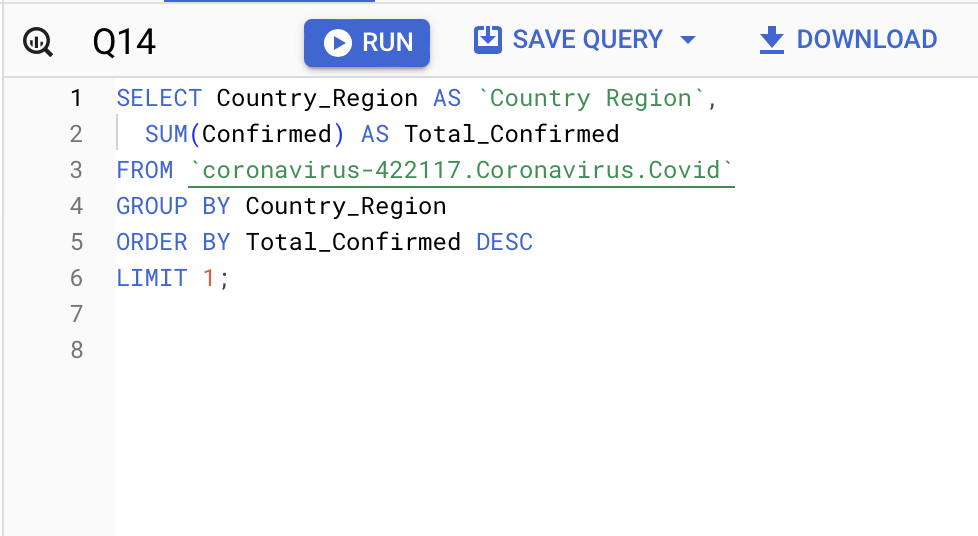 Q14 RUN SAVE QUERY DOWNLOAD
1 SELECT Country_Region AS `Country Region`,
2 SUM(Confirmed) AS Total_Confirmed
3 FROM `coronavirus-422117.Coronavirus.Covid`
4 GROUP BY Country_Region
5 ORDER BY Total_Confirmed DESC
6 LIMIT 1;
7
8